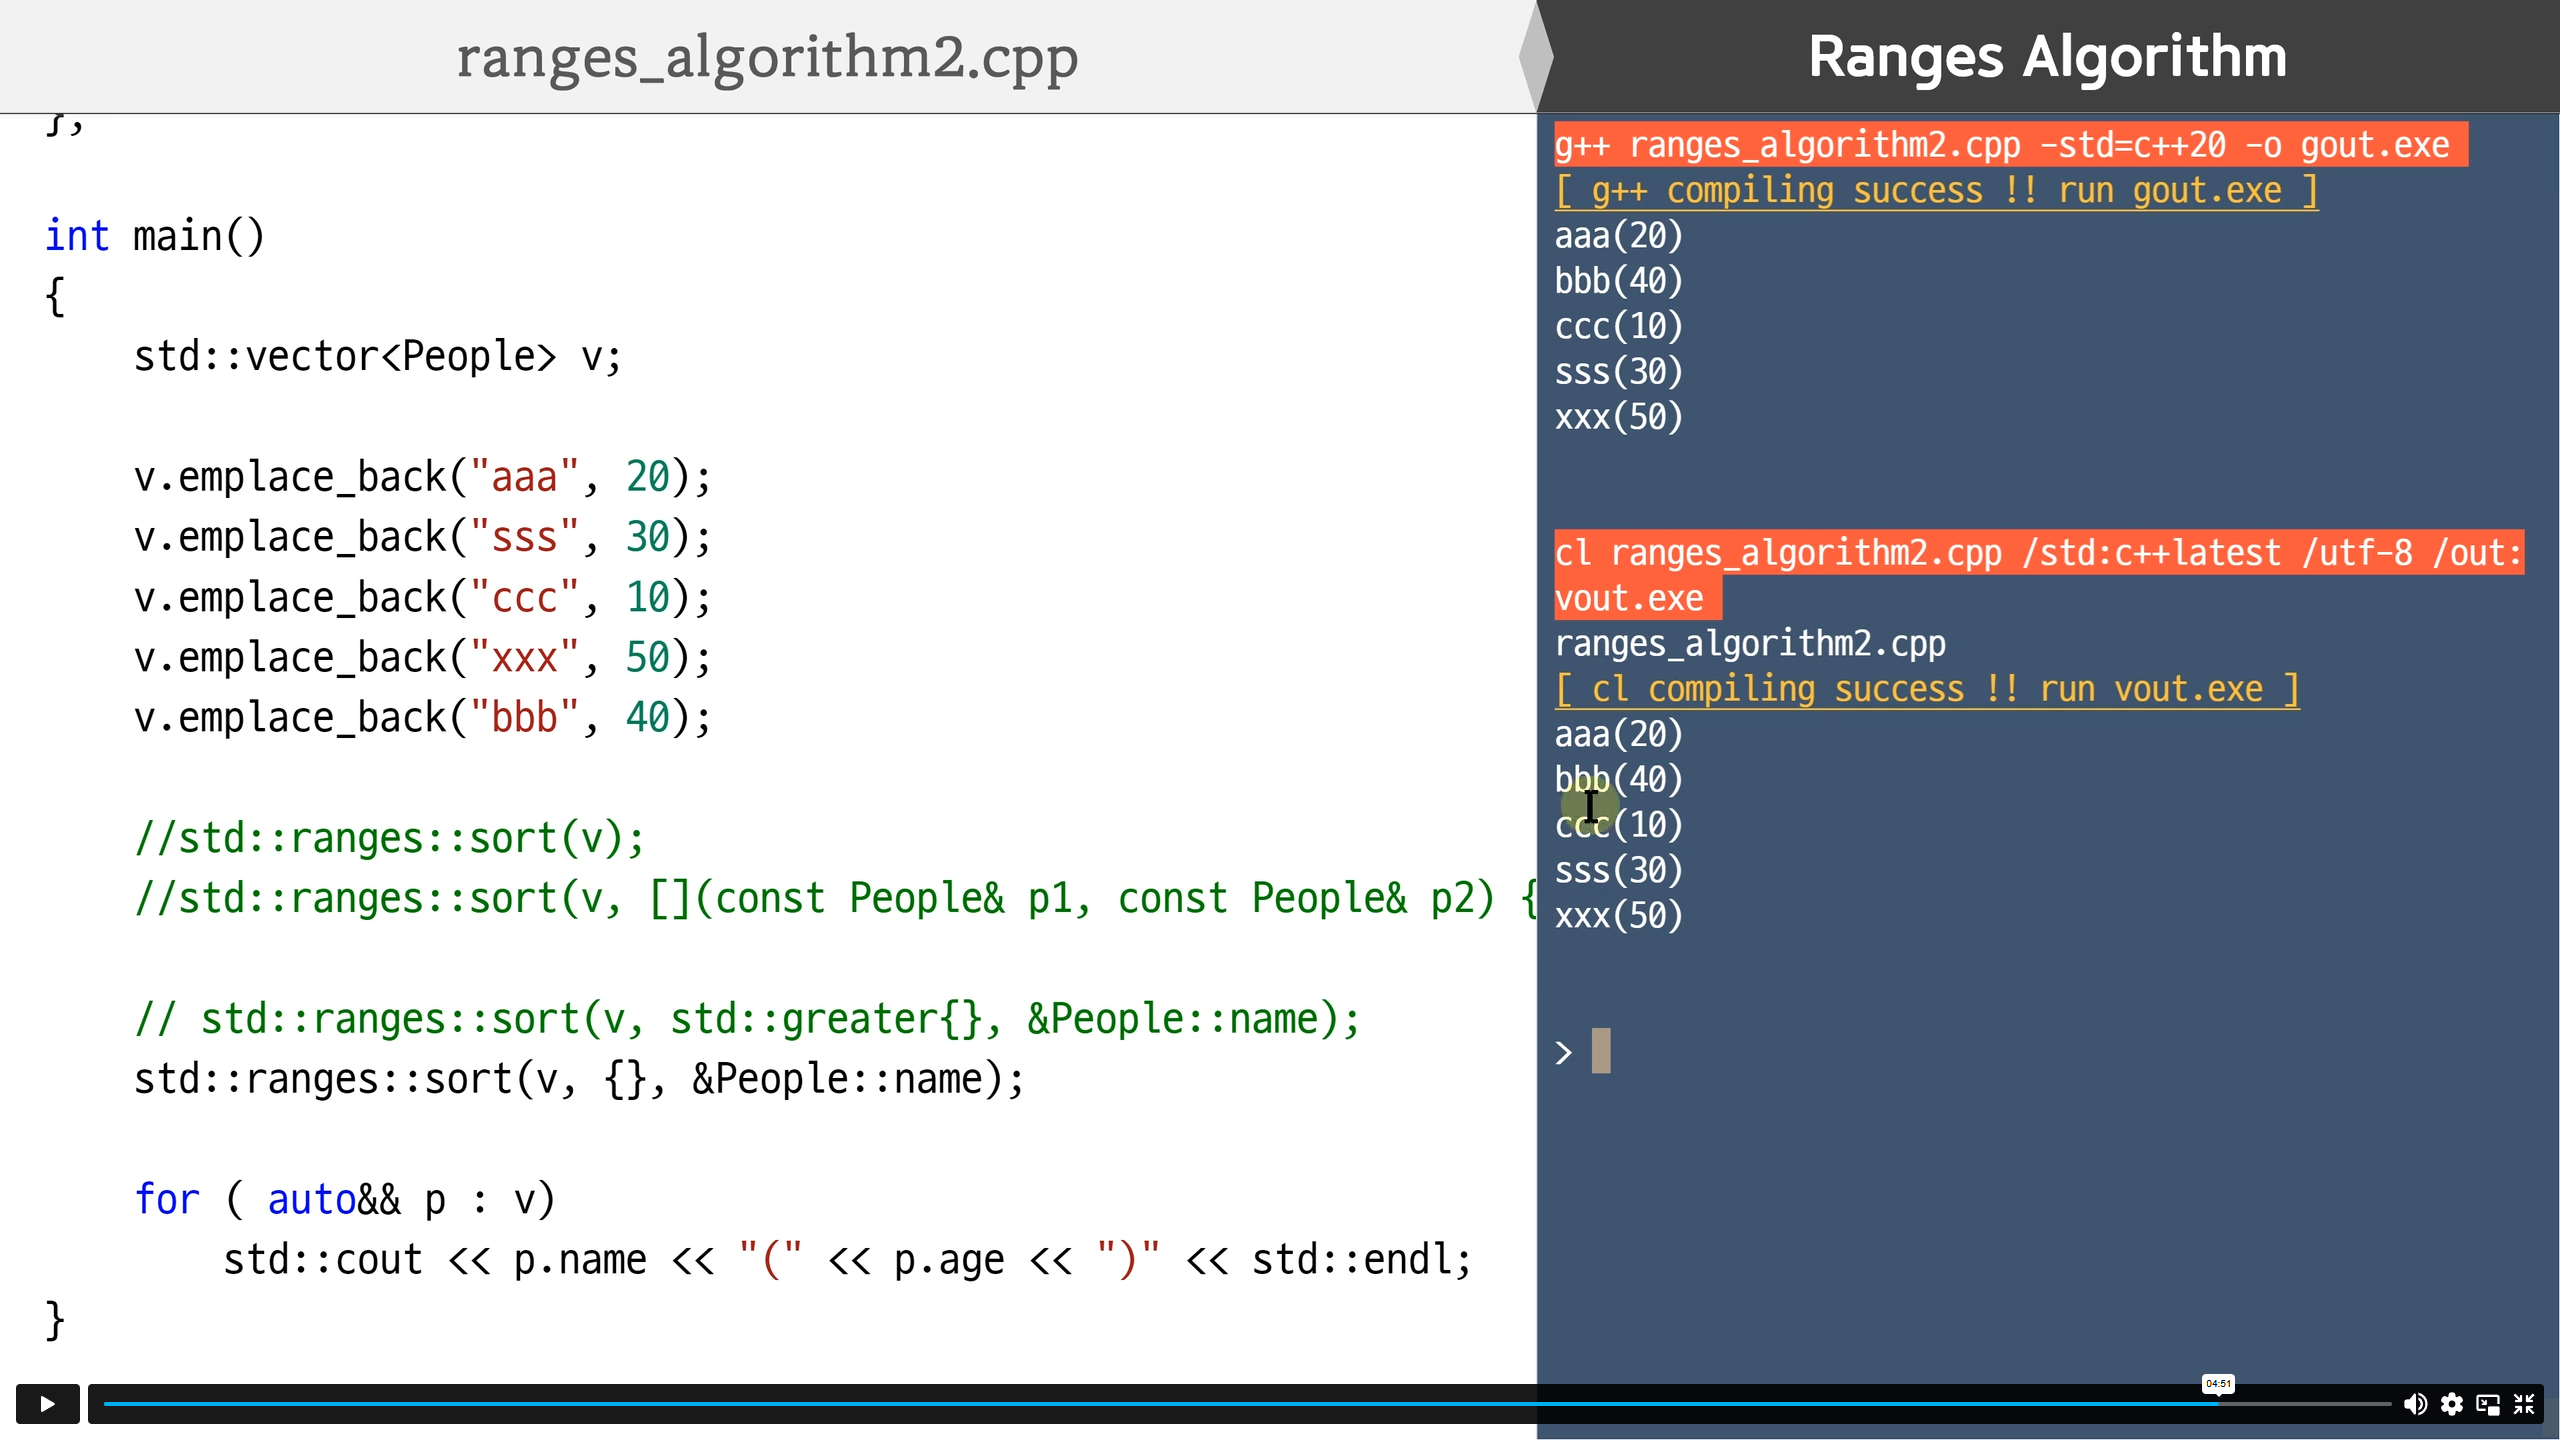 ranges_algorithm2.cpp
Ranges Algorithm
};
int main()
{
std::vector<People> v;
v.emplace_back("aaa", 20);
v.emplace_back("sss", 30);
v.emplace_back("ccc", 10);
v.emplace_back("xxx", 50);
v.emplace_back("bbb", 40);
//std::ranges::sort(v);
//std::ranges::sort(v, [](const People& p1, const People& p2) {
// std::ranges::sort(v, std::greater{}, &People::name);
std::ranges::sort(v, {}, &People::name);
for ( auto&& p : v)
std::cout << p.name << "(" << p.age << ")" << std::endl;
}
g++ ranges_algorithm2.cpp -std=c++20 -o gout.exe
[ g++ compiling success !! run gout.exe ]
aaa(20)
bbb(40)
ccc(10)
sss(30)
xxx(50)
cl ranges_algorithm2.cpp /std:c++latest /utf-8 /out:
vout.exe
ranges_algorithm2.cpp
[ cl compiling success !! run vout.exe ]
aaa(20)
bbb(40)
ccc(10)
sss(30)
xxx(50)
>
04:51